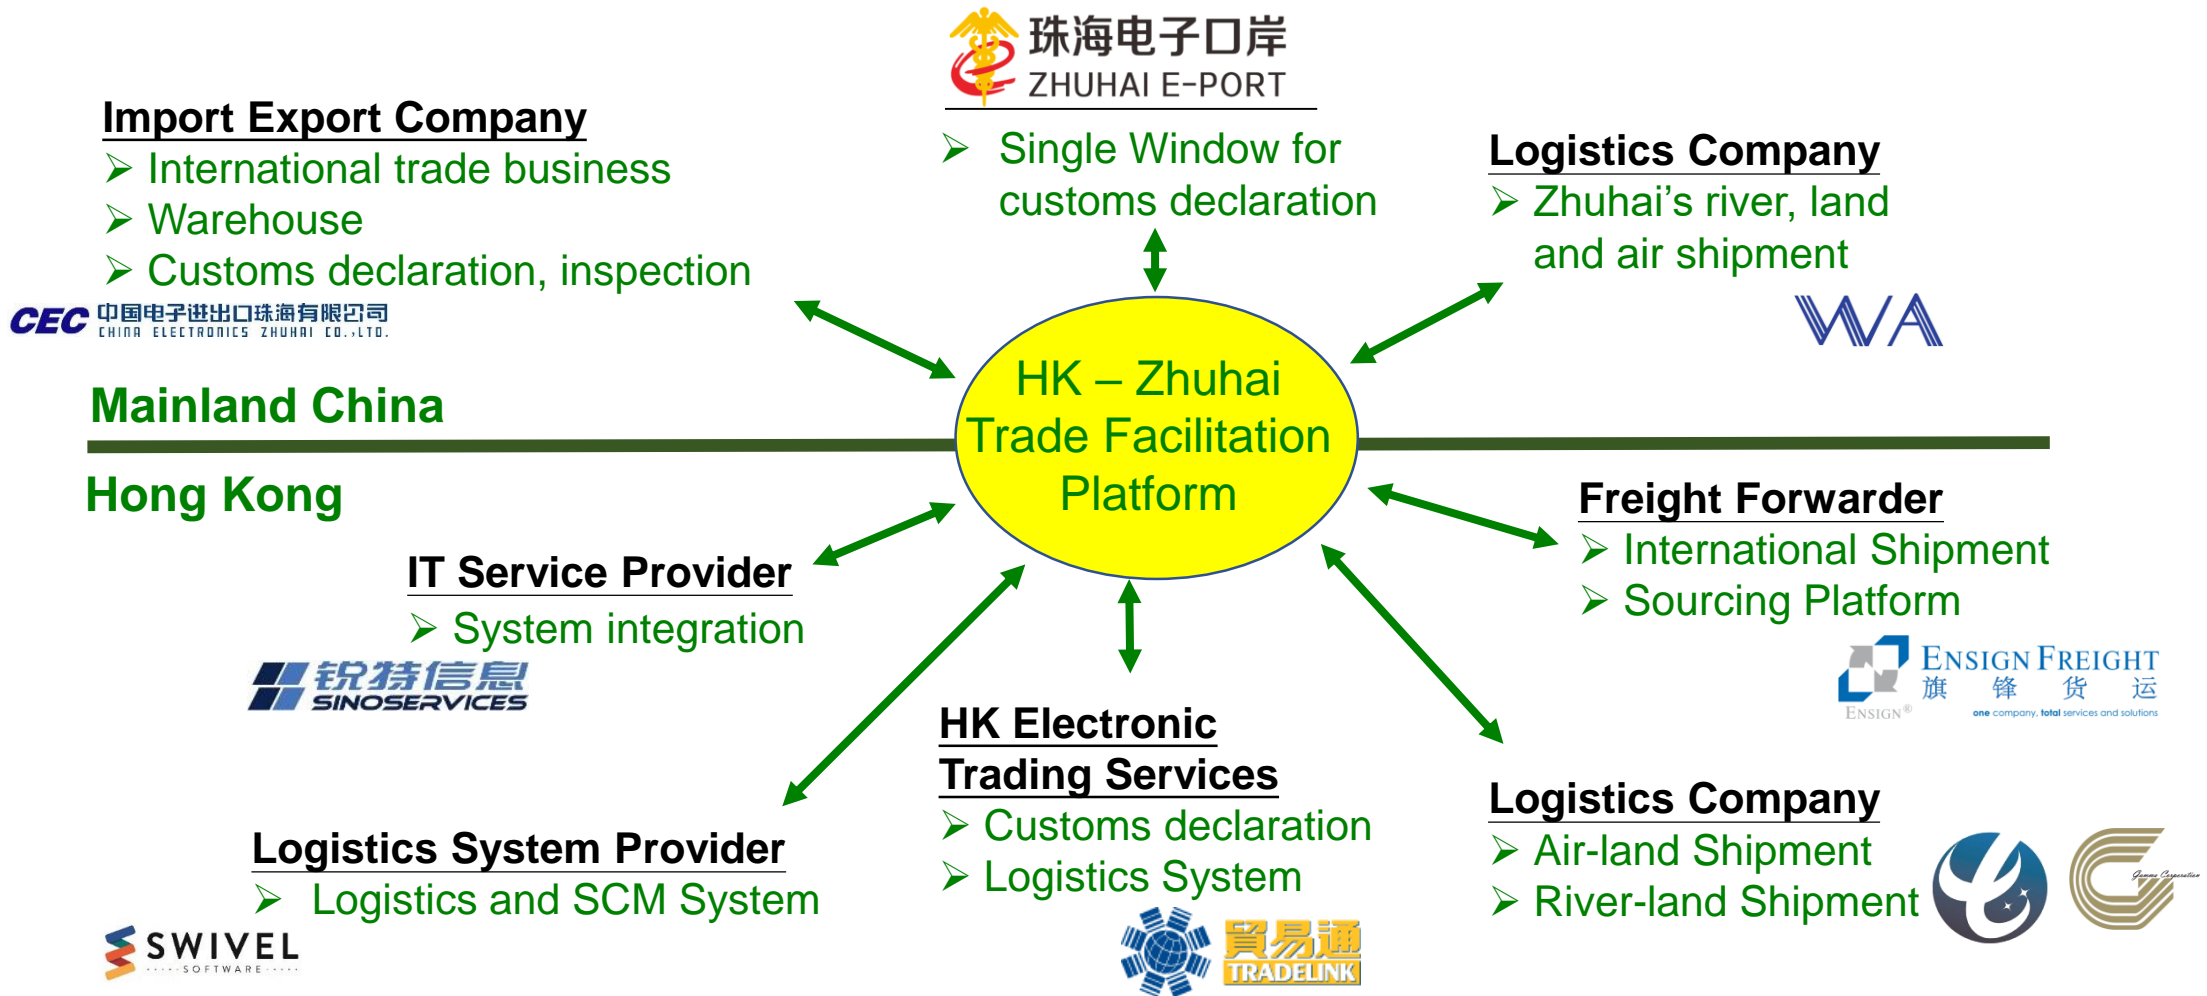 珠海电子口岸
ZHUHAI E-PORT
Import Export Company
International trade business
Warehouse
Customs declaration, inspection
CEC 中国电子进出口珠海有限公司
CHINA ELECTRONICS ZHUHAI CO.,LTD.
Single Window for
customs declaration
Logistics Company
Zhuhai's river, land
and air shipment
WA
Mainland China
HK – Zhuhai
Trade Facilitation
Platform
Hong Kong
IT Service Provider
System integration
锐特信息
SINOSERVICES
Freight Forwarder
International Shipment
Sourcing Platform
ENSIGN FREIGHT
旗 锋 货 运
ENSIGN®
one company, total services and solutions
Logistics System Provider
Logistics and SCM System
SWIVEL
SOFTWARE
HK Electronic
Trading Services
Customs declaration
Logistics System
貿易通
TRADELINK
Logistics Company
Air-land Shipment
River-land Shipment
Gamma Corporation